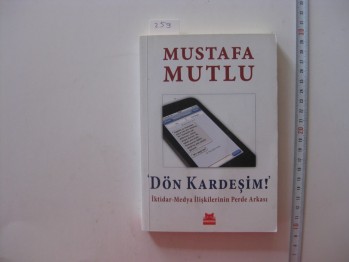 MUSTAFA
MUTLU
'DÖN KARDEŞİM!'
İktidar-Medya İlişkilerinin Perde Arkası